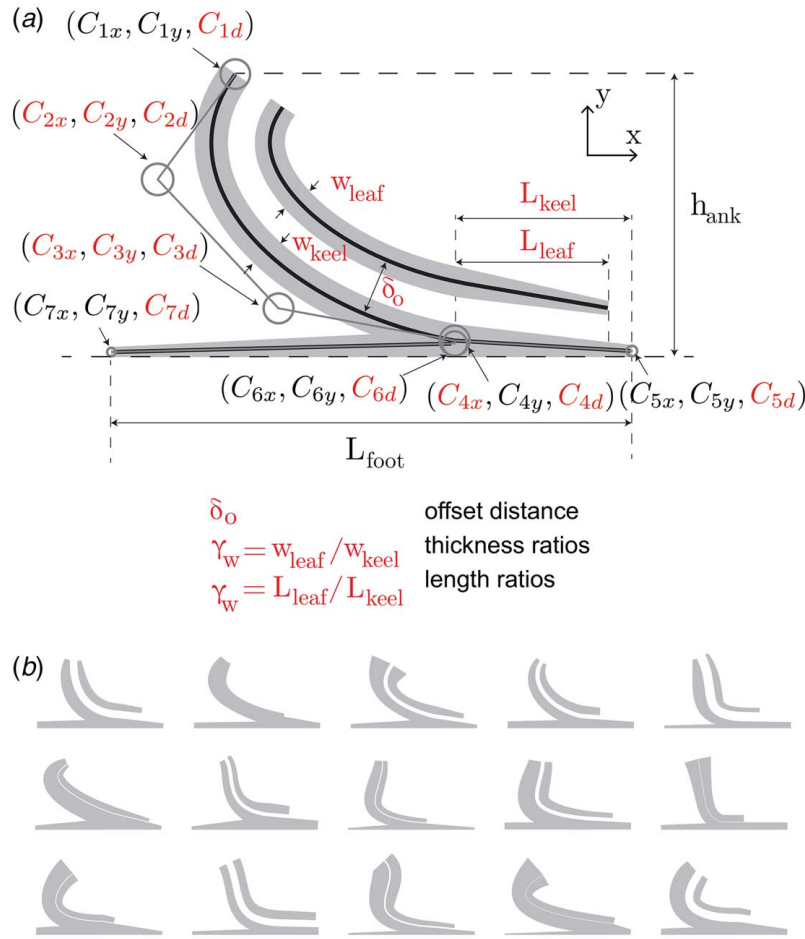 (a)
(C1x, C1y, C1d)
(C2x, C2y, C2d)
y
x
wleaf
Lkeel
hank
wkeel
Lleaf
(C3x, C3y, C3d)
δo
(C7x, C7y, C7d)
(C6x, C6y, C6d) (C4x, C4y, C4d) (C5x, C5y, C5d)
Lfoot
δo offset distance
γw = wleaf/wkeel thickness ratios
γw = Lleaf/Lkeel length ratios
(b)